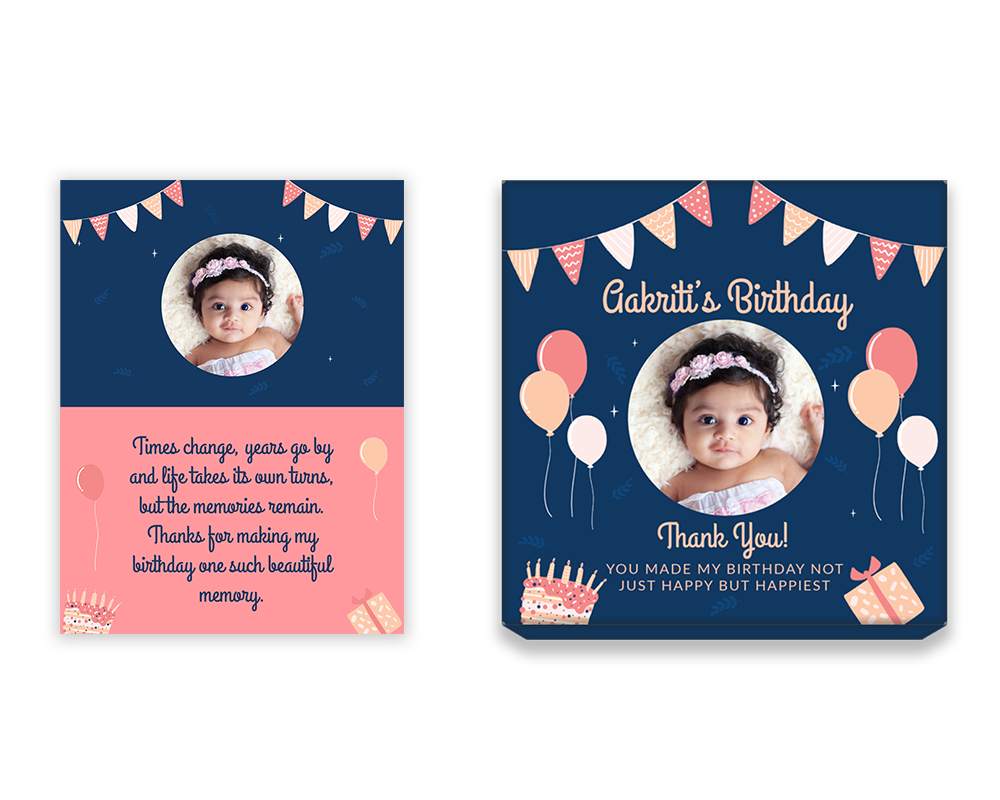 Times change, years go by
and life takes its own turns,
but the memories remain.
Thanks for making my
birthday one such beautiful
memory.
Aakriti's Birthday
Thank You!
YOU MADE MY BIRTHDAY NOT
JUST HAPPY BUT HAPPIEST